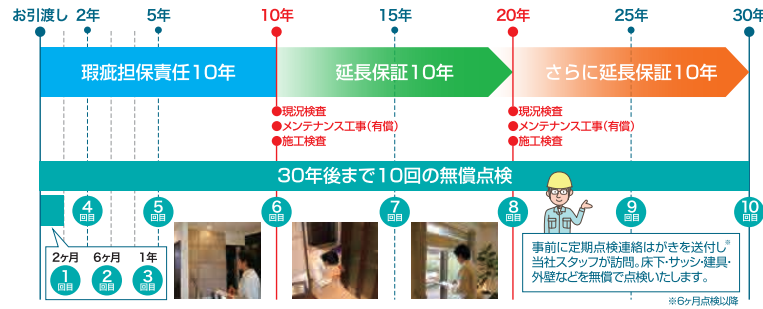 お引渡し 2年 5年 10年 15年 20年 25年 30年
瑕疵担保責任10年 延長保証10年 さらに延長保証10年
●現況検査
●メンテナンス工事(有償)
●施工検査
●現況検査
●メンテナンス工事(有償)
●施工検査
30年後まで10回の無償点検
4回目 5回目 6回目 7回目 8回目 9回目 10回目
2ヶ月 6ヶ月 1年
1回目 2回目 3回目
事前に定期点検連絡はがきを送付し※
当社スタッフが訪問。床下・サッシ・建具・
外壁などを無償で点検いたします。
※6ヶ月点検以降